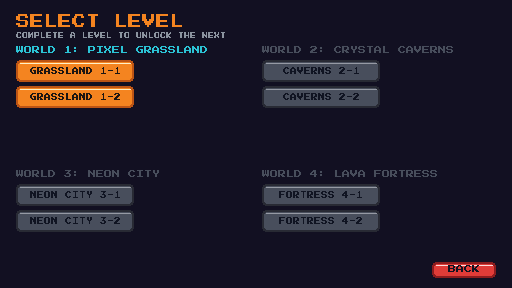 SELECT LEVEL
COMPLETE A LEVEL TO UNLOCK THE NEXT
WORLD 1: PIXEL GRASSLAND
GRASSLAND 1-1
GRASSLAND 1-2
WORLD 2: CRYSTAL CAVERNS
CAVERNS 2-1
CAVERNS 2-2
WORLD 3: NEON CITY
NEON CITY 3-1
NEON CITY 3-2
WORLD 4: LAVA FORTRESS
FORTRESS 4-1
FORTRESS 4-2
BACK